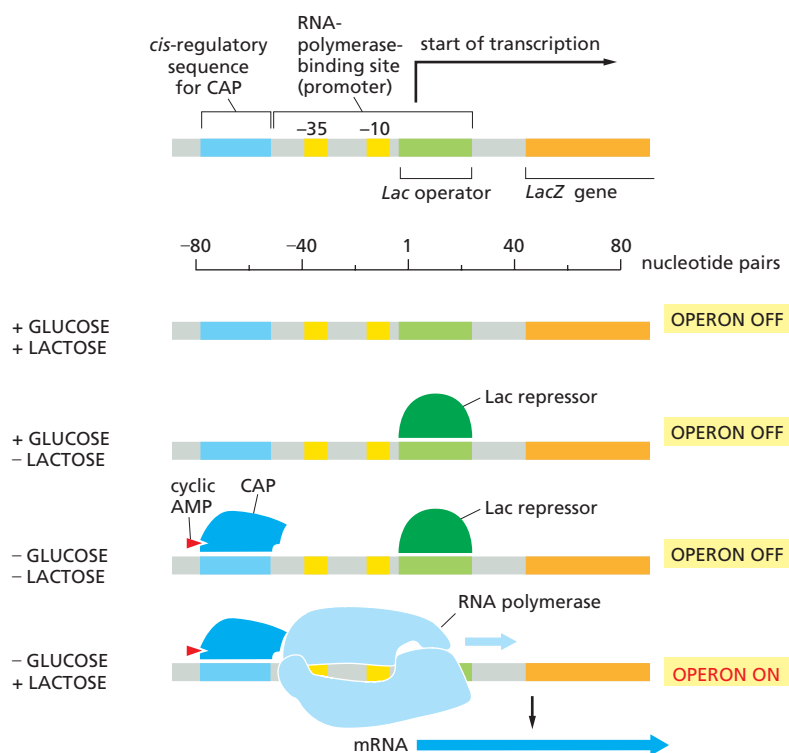 cis-regulatory
sequence
for CAP
RNA-
polymerase-
binding site
(promoter)
start of transcription
–35
–10
Lac operator
LacZ gene
–80
–40
1
40
80
nucleotide pairs
+ GLUCOSE
+ LACTOSE
OPERON OFF
Lac repressor
+ GLUCOSE
– LACTOSE
OPERON OFF
cyclic
AMP
CAP
Lac repressor
– GLUCOSE
– LACTOSE
OPERON OFF
RNA polymerase
– GLUCOSE
+ LACTOSE
OPERON ON
mRNA